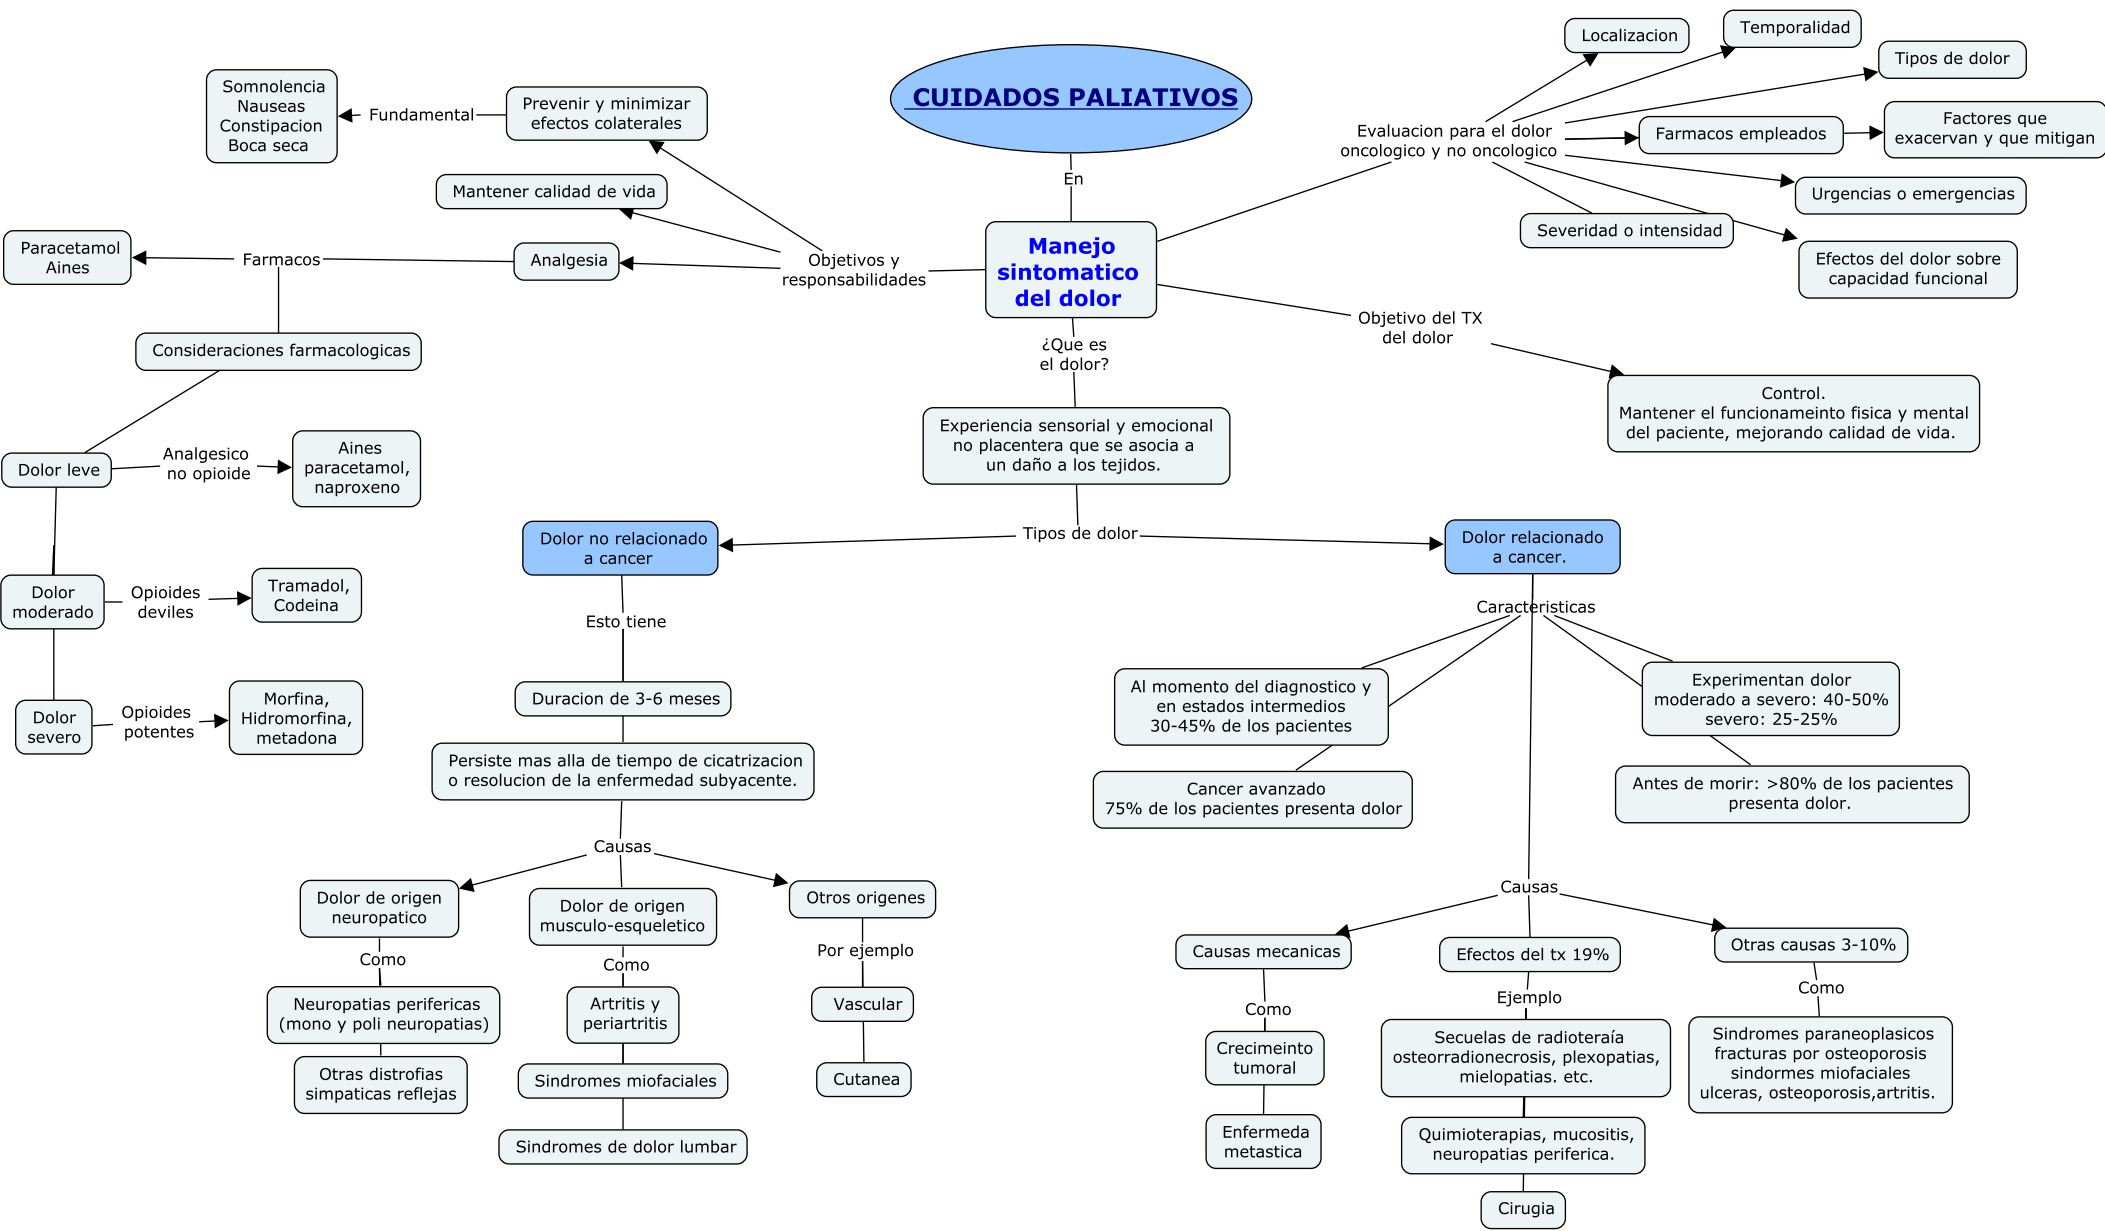 CUIDADOS PALIATIVOS
En
Manejo
sintomatico
del dolor
Objetivos y
responsabilidades
Prevenir y minimizar
efectos colaterales
Fundamental
Somnolencia
Nauseas
Constipacion
Boca seca
Mantener calidad de vida
Analgesia
Farmacos
Paracetamol
Aines
Consideraciones farmacologicas
Dolor leve
Analgesico
no opioide
Aines
paracetamol,
naproxeno
Dolor
moderado
Opioides
deviles
Tramadol,
Codeina
Dolor
severo
Opioides
potentes
Morfina,
Hidromorfina,
metadona
Evaluacion para el dolor
oncologico y no oncologico
Localizacion
Temporalidad
Tipos de dolor
Farmacos empleados
Factores que
exacervan y que mitigan
Urgencias o emergencias
Severidad o intensidad
Efectos del dolor sobre
capacidad funcional
Objetivo del TX
del dolor
Control.
Mantener el funcionameinto fisica y mental
del paciente, mejorando calidad de vida.
¿Que es
el dolor?
Experiencia sensorial y emocional
no placentera que se asocia a
un daño a los tejidos.
Tipos de dolor
Dolor no relacionado
a cancer
Esto tiene
Duracion de 3-6 meses
Persiste mas alla de tiempo de cicatrizacion
o resolucion de la enfermedad subyacente.
Causas
Dolor de origen
neuropatico
Como
Neuropatias perifericas
(mono y poli neuropatias)
Otras distrofias
simpaticas reflejas
Dolor de origen
musculo-esqueletico
Como
Artritis y
periartritis
Sindromes miofaciales
Sindromes de dolor lumbar
Otros origenes
Por ejemplo
Vascular
Cutanea
Dolor relacionado
a cancer.
Caracteristicas
Al momento del diagnostico y
en estados intermedios
30-45% de los pacientes
Cancer avanzado
75% de los pacientes presenta dolor
Experimentan dolor
moderado a severo: 40-50%
severo: 25-25%
Antes de morir: >80% de los pacientes
presenta dolor.
Causas
Causas mecanicas
Como
Crecimeinto
tumoral
Enfermeda
metastica
Efectos del tx 19%
Ejemplo
Secuelas de radioteraía
osteorradionecrosis, plexopatias,
mielopatias. etc.
Quimioterapias, mucositis,
neuropatias periferica.
Cirugia
Otras causas 3-10%
Como
Sindromes paraneoplasicos
fracturas por osteoporosis
sindormes miofaciales
ulceras, osteoporosis,artritis.